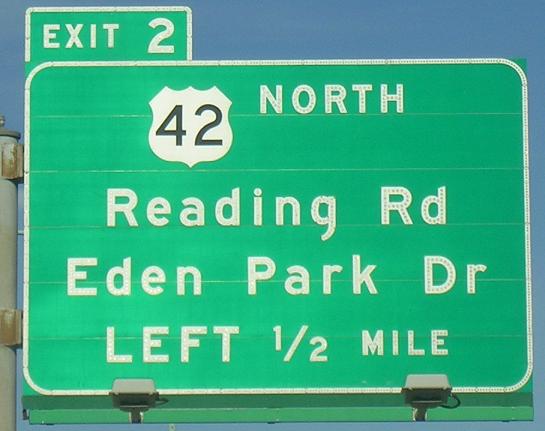 EXIT 2
42 NORTH
Reading Rd
Eden Park Dr
LEFT 1/2 MILE